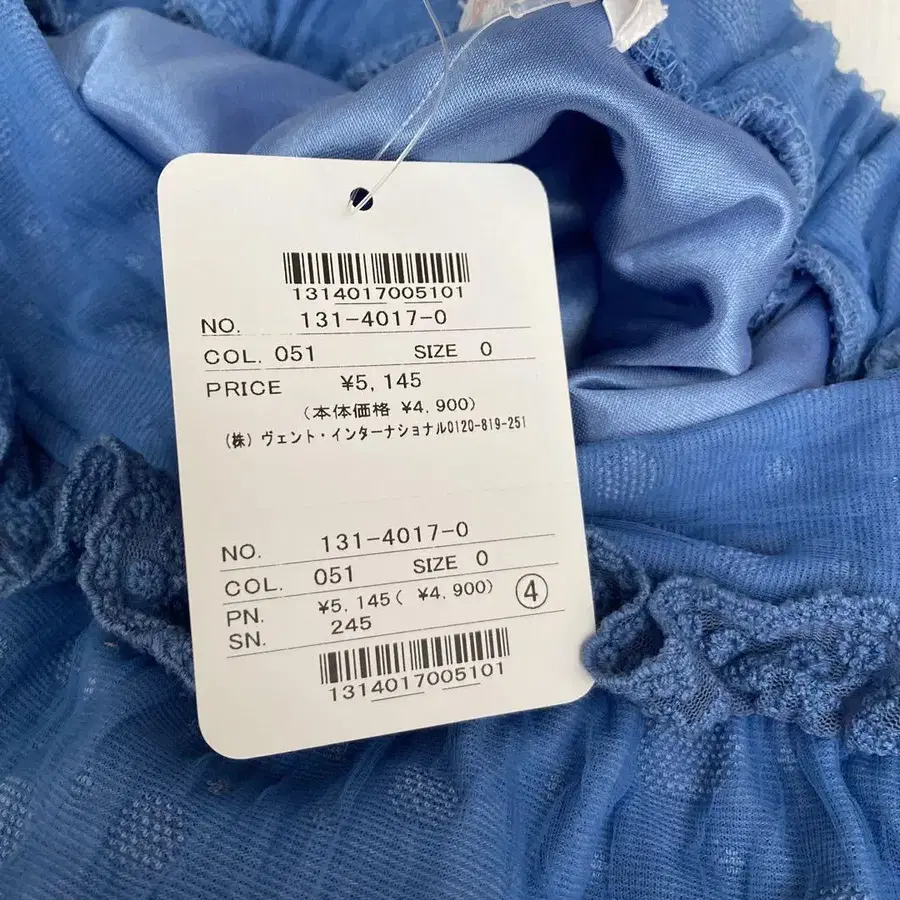 1314017005101
NO. 131-4017-0
COL. 051 SIZE 0
PRICE ¥5,145
(本体価格 ¥4,900)
(株) ヴェント・インターナショナル0120-819-251
NO. 131-4017-0
COL. 051 SIZE 0
PN. ¥5,145( ¥4,900) ④
SN. 245
1314017005101